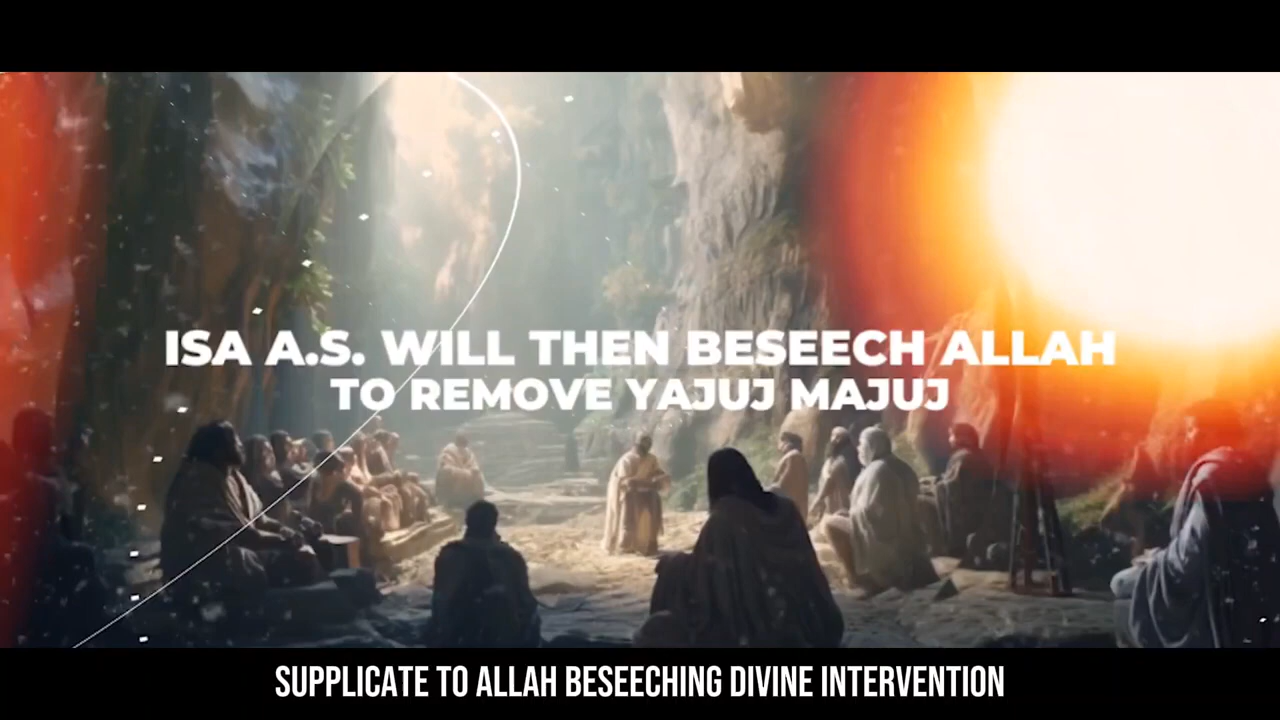 ISA A.S. WILL THEN BESEECH ALLAH
TO REMOVE YAJUJ MAJUJ
SUPPLICATE TO ALLAH BESEECHING DIVINE INTERVENTION